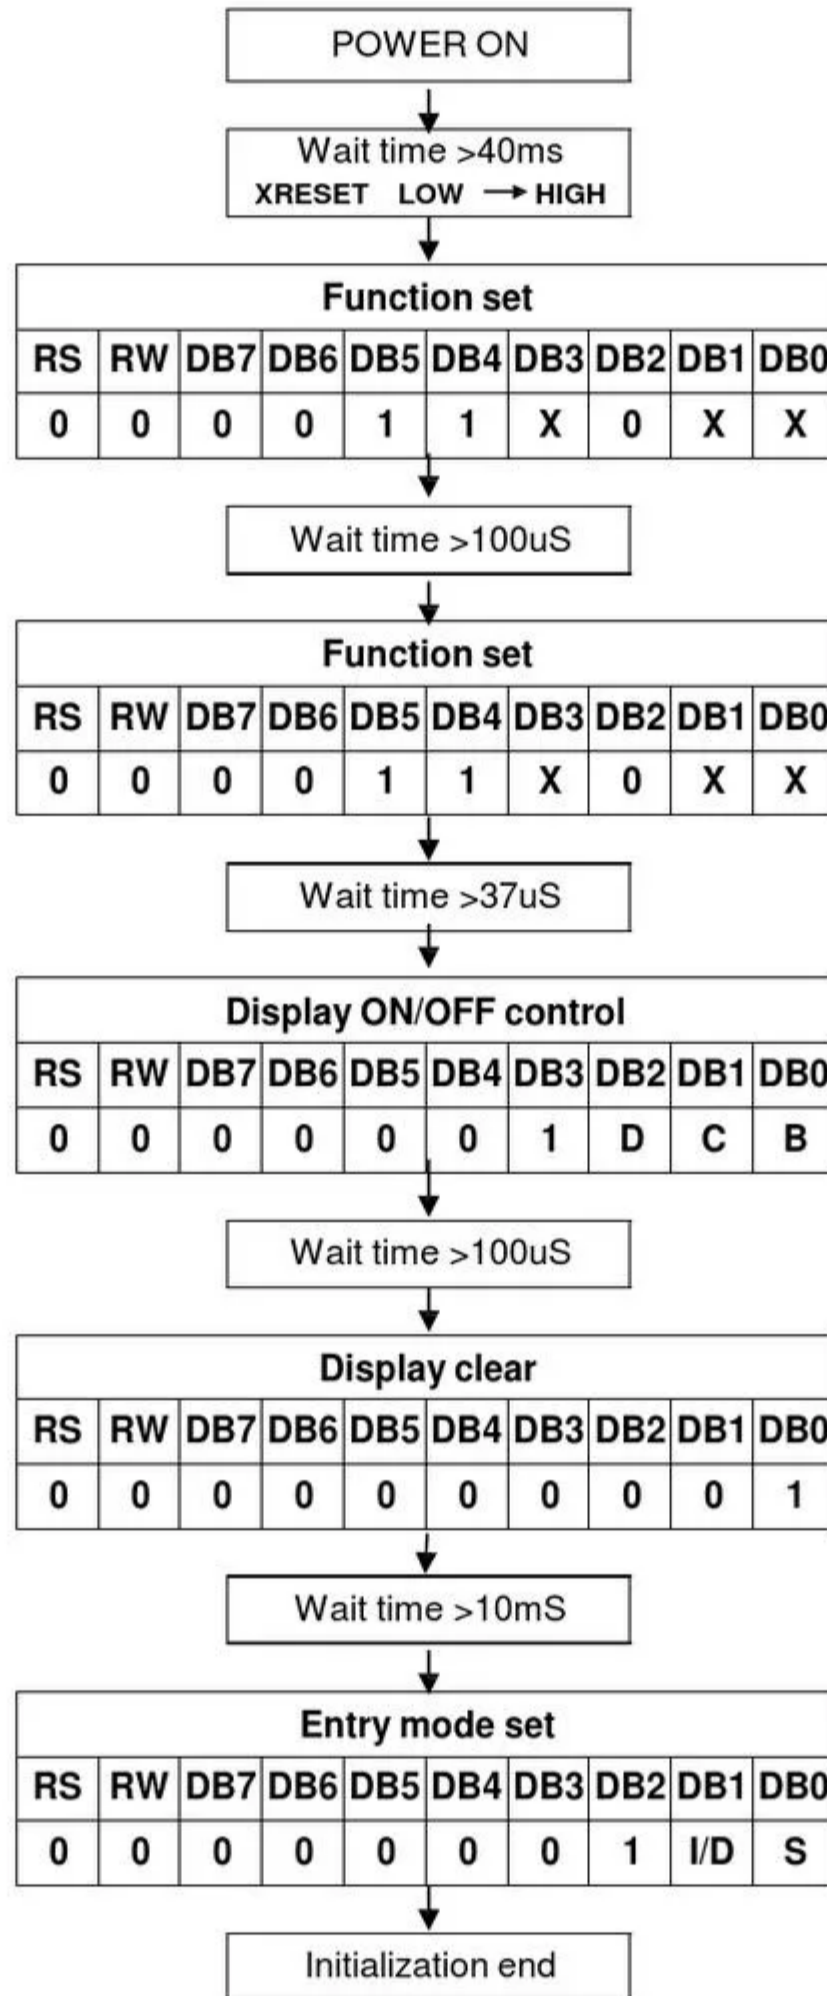 POWER ON
Wait time >40ms
XRESET LOW → HIGH
Function set
RS RW DB7 DB6 DB5 DB4 DB3 DB2 DB1 DB0
0 0 0 0 1 1 X 0 X X
Wait time >100uS
Function set
RS RW DB7 DB6 DB5 DB4 DB3 DB2 DB1 DB0
0 0 0 0 1 1 X 0 X X
Wait time >37uS
Display ON/OFF control
RS RW DB7 DB6 DB5 DB4 DB3 DB2 DB1 DB0
0 0 0 0 0 0 1 D C B
Wait time >100uS
Display clear
RS RW DB7 DB6 DB5 DB4 DB3 DB2 DB1 DB0
0 0 0 0 0 0 0 0 0 1
Wait time >10mS
Entry mode set
RS RW DB7 DB6 DB5 DB4 DB3 DB2 DB1 DB0
0 0 0 0 0 0 0 1 I/D S
Initialization end